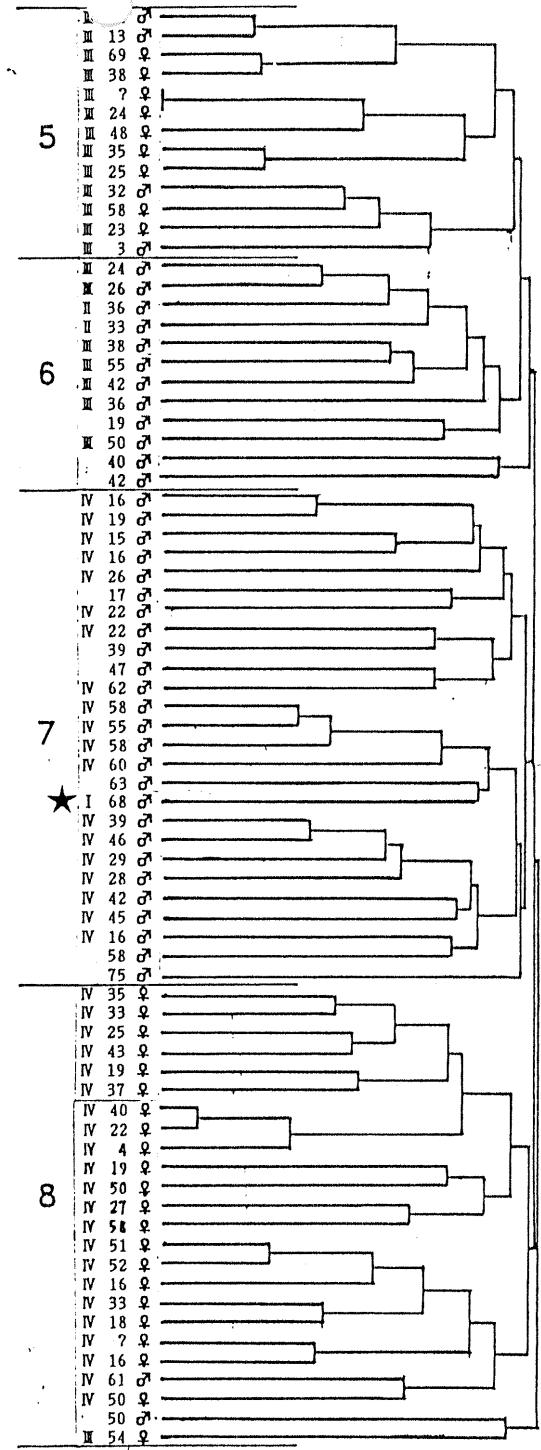 ♂
Ⅲ 13 ♂
Ⅲ 69 ♀
Ⅲ 38 ♀
Ⅲ ? ♀
Ⅲ 24 ♀
5
Ⅲ 48 ♀
Ⅲ 35 ♀
Ⅲ 25 ♀
Ⅲ 32 ♂
Ⅲ 58 ♀
Ⅲ 23 ♀
Ⅲ 3 ♂
Ⅲ 24 ♂
26 ♂
Ⅱ 36 ♂
Ⅱ 33 ♂
Ⅲ 38 ♂
6
Ⅲ 55 ♂
Ⅲ 42 ♂
Ⅲ 36 ♂
19 ♂
Ⅲ 50 ♂
40 ♂
42 ♂
Ⅳ 16 ♂
Ⅳ 19 ♂
Ⅳ 15 ♂
Ⅳ 16 ♂
Ⅳ 26 ♂
17 ♂
Ⅳ 22 ♂
Ⅳ 22 ♂
39 ♂
47 ♂
Ⅳ 62 ♂
Ⅳ 58 ♂
7
Ⅳ 55 ♂
Ⅳ 58 ♂
Ⅳ 60 ♂
63 ♂
★ Ⅰ 68 ♂
Ⅳ 39 ♂
Ⅳ 46 ♂
Ⅳ 29 ♂
Ⅳ 28 ♂
Ⅳ 42 ♂
Ⅳ 45 ♂
Ⅳ 16 ♂
58 ♂
75 ♂
Ⅳ 35 ♀
Ⅳ 33 ♀
Ⅳ 25 ♀
Ⅳ 43 ♀
Ⅳ 19 ♀
Ⅳ 37 ♀
Ⅳ 40 ♀
Ⅳ 22 ♀
Ⅳ 4 ♀
Ⅳ 19 ♀
8
Ⅳ 50 ♀
Ⅳ 27 ♀
Ⅳ ♀
Ⅳ 51 ♀
Ⅳ 52 ♀
Ⅳ 16 ♀
Ⅳ 33 ♀
Ⅳ 18 ♀
Ⅳ ? ♀
Ⅳ 16 ♀
Ⅳ 61 ♂
Ⅳ 50 ♀
50 ♂
Ⅲ 54 ♀